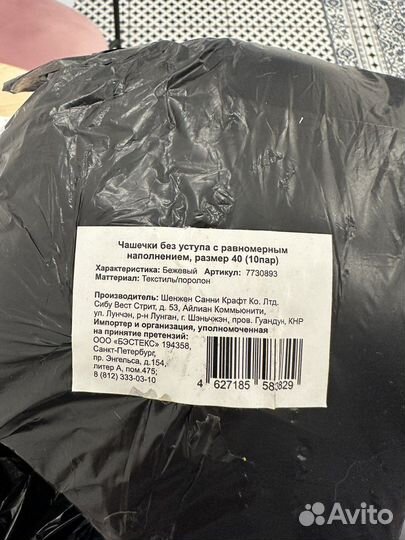 Чашечки без уступа с равномерным
наполнением, размер 40 (10пар)
Характеристика: Бежевый Артикул: 7730893
Маттериал: Текстиль/поролон
Производитель: Шенжен Санни Крафт Ко. Лтд.
Сибу Вест Стрит, д. 53, Айлиан Коммьюнити,
ул. Лунчэн, р-н Лунган, г. Шэньчжэн, пров. Гуандун, КНР
Импортер и организация, уполномоченная
на принятие претензий:
ООО «БЭСТЕКС» 194358,
Санкт-Петербург,
пр. Энгельса, д.154,
литер А, пом.475;
8 (812) 333-03-10
4 627185 583829
Avito